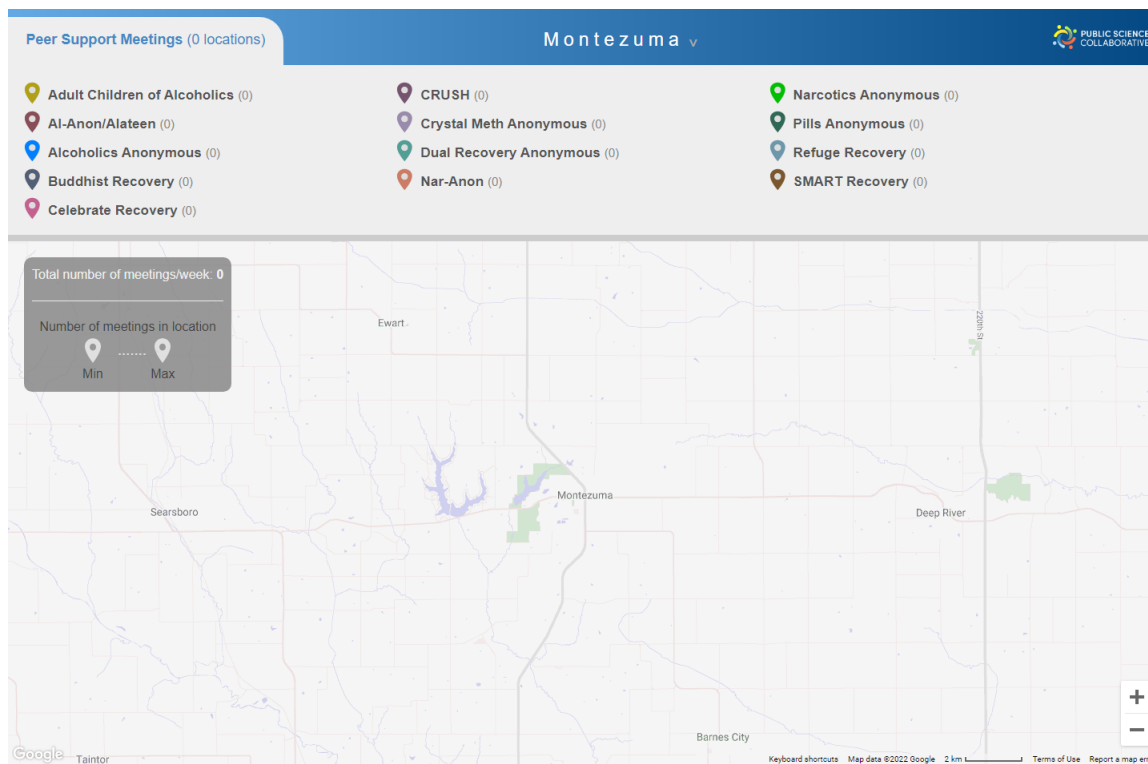 Peer Support Meetings (0 locations)
Montezuma v
PUBLIC SCIENCE
COLLABORATIVE
Adult Children of Alcoholics (0)
Al-Anon/Alateen (0)
Alcoholics Anonymous (0)
Buddhist Recovery (0)
Celebrate Recovery (0)
CRUSH (0)
Crystal Meth Anonymous (0)
Dual Recovery Anonymous (0)
Nar-Anon (0)
Narcotics Anonymous (0)
Pills Anonymous (0)
Refuge Recovery (0)
SMART Recovery (0)
Total number of meetings/week: 0
Number of meetings in location
Min ....... Max
Ewart
220th St
Montezuma
Searsboro
Deep River
Barnes City
Taintor
Google
Keyboard shortcuts Map data ©2022 Google 2 km Terms of Use Report a map er